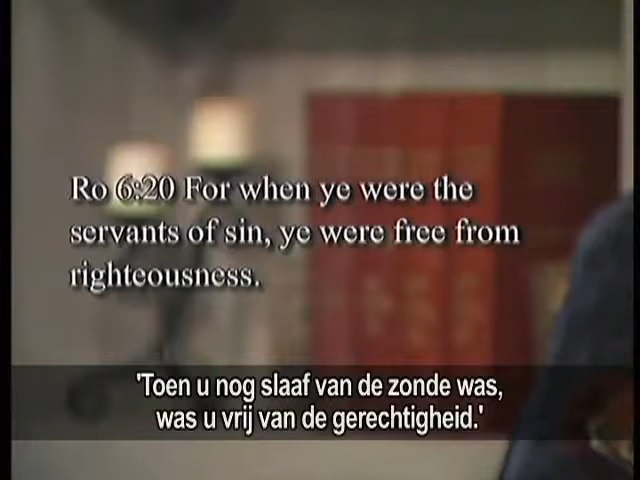 Ro 6:20 For when ye were the
servants of sin, ye were free from
righteousness.
'Toen u nog slaaf van de zonde was,
was u vrij van de gerechtigheid.'